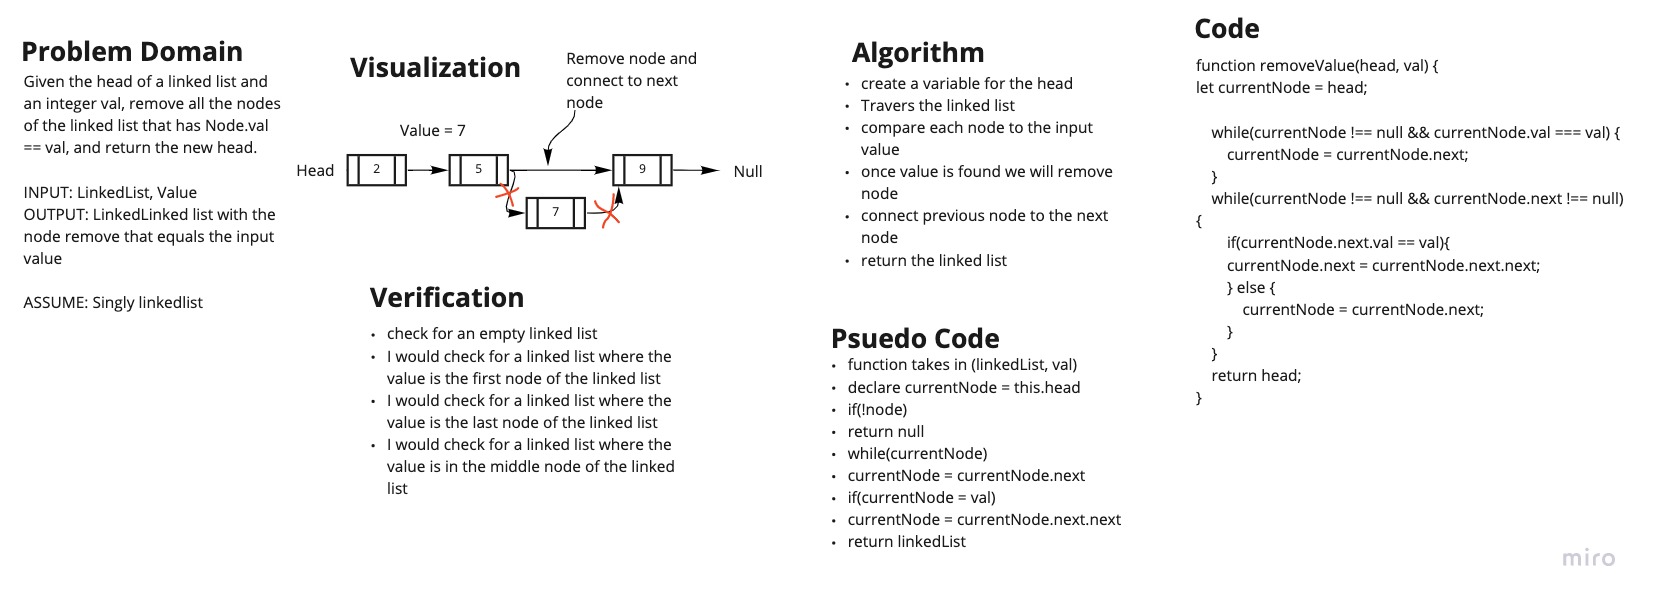 Problem Domain
Given the head of a linked list and
an integer val, remove all the nodes
of the linked list that has Node.val
== val, and return the new head.
INPUT: LinkedList, Value
OUTPUT: LinkedLinked list with the
node remove that equals the input
value
ASSUME: Singly linkedlist
Visualization
Remove node and
connect to next
node
Value = 7
Head
2
5
9
Null
7
Verification
• check for an empty linked list
• I would check for a linked list where the
value is the first node of the linked list
• I would check for a linked list where the
value is the last node of the linked list
• I would check for a linked list where the
value is in the middle node of the linked
list
Algorithm
• create a variable for the head
• Travers the linked list
• compare each node to the input
value
• once value is found we will remove
node
• connect previous node to the next
node
• return the linked list
Psuedo Code
• function takes in (linkedList, val)
• declare currentNode = this.head
• if(!node)
• return null
• while(currentNode)
• currentNode = currentNode.next
• if(currentNode = val)
• currentNode = currentNode.next.next
• return linkedList
Code
function removeValue(head, val) {
let currentNode = head;
while(currentNode !== null && currentNode.val === val) {
currentNode = currentNode.next;
}
while(currentNode !== null && currentNode.next !== null)
{
if(currentNode.next.val == val){
currentNode.next = currentNode.next.next;
} else {
currentNode = currentNode.next;
}
}
return head;
}
miro